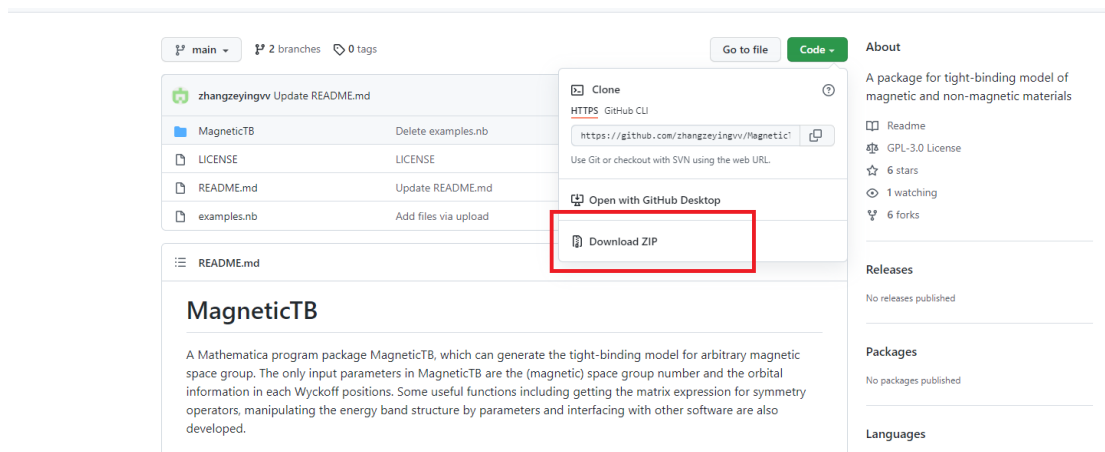 main
2 branches
0 tags
Go to file
Code
zhangzeyingvv Update README.md
MagneticTB
Delete examples.nb
LICENSE
LICENSE
README.md
Update README.md
examples.nb
Add files via upload
Clone
HTTPS GitHub CLI
https://github.com/zhangzeyingvv/Magnetic
Use Git or checkout with SVN using the web URL.
Open with GitHub Desktop
Download ZIP
README.md
MagneticTB
A Mathematica program package MagneticTB, which can generate the tight-binding model for arbitrary magnetic
space group. The only input parameters in MagneticTB are the (magnetic) space group number and the orbital
information in each Wyckoff positions. Some useful functions including getting the matrix expression for symmetry
operators, manipulating the energy band structure by parameters and interfacing with other software are also
developed.
About
A package for tight-binding model of
magnetic and non-magnetic materials
Readme
GPL-3.0 License
6 stars
1 watching
6 forks
Releases
No releases published
Packages
No packages published
Languages